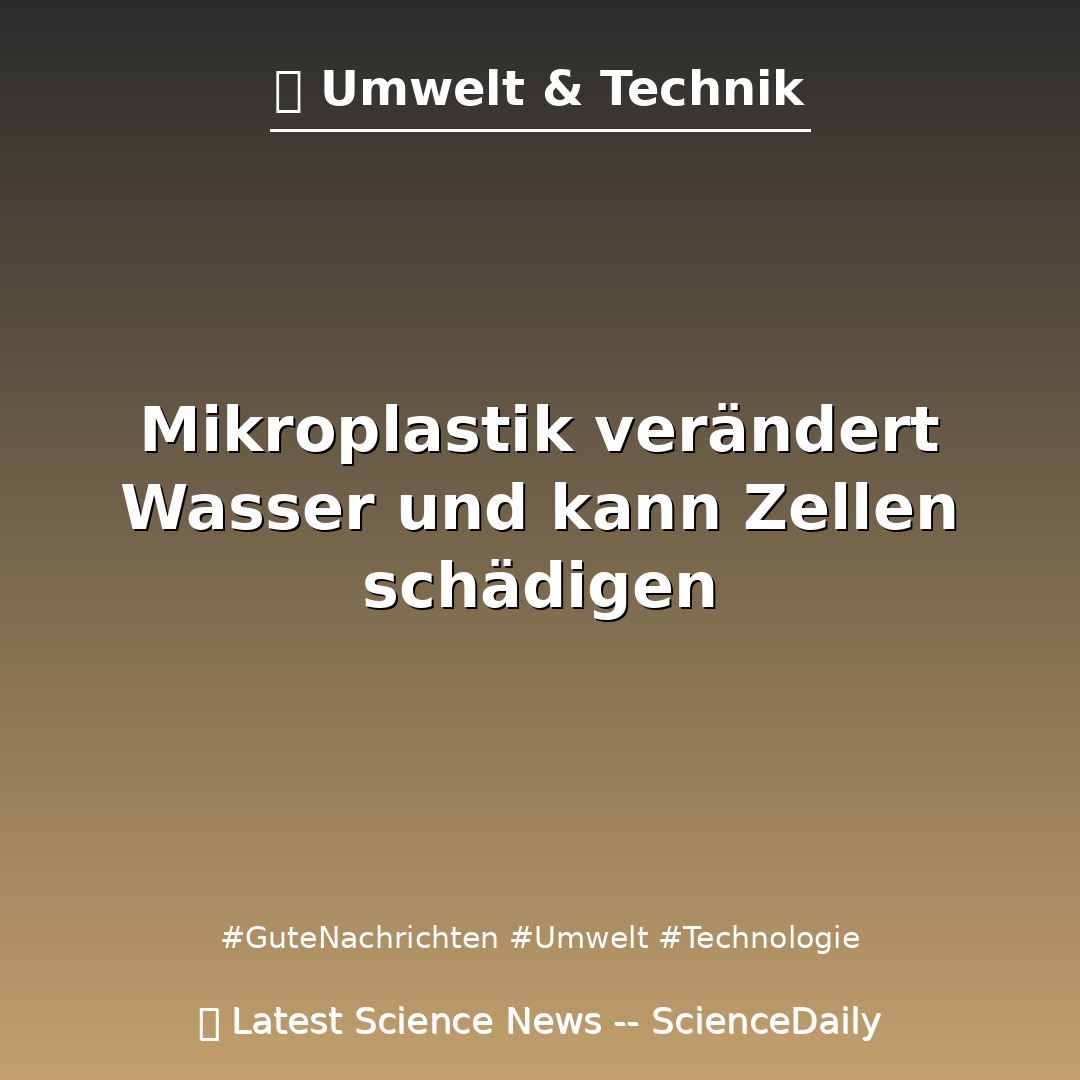 Umwelt & Technik
Mikroplastik verändert
Wasser und kann Zellen
schädigen
#GuteNachrichten #Umwelt #Technologie
Latest Science News -- ScienceDaily